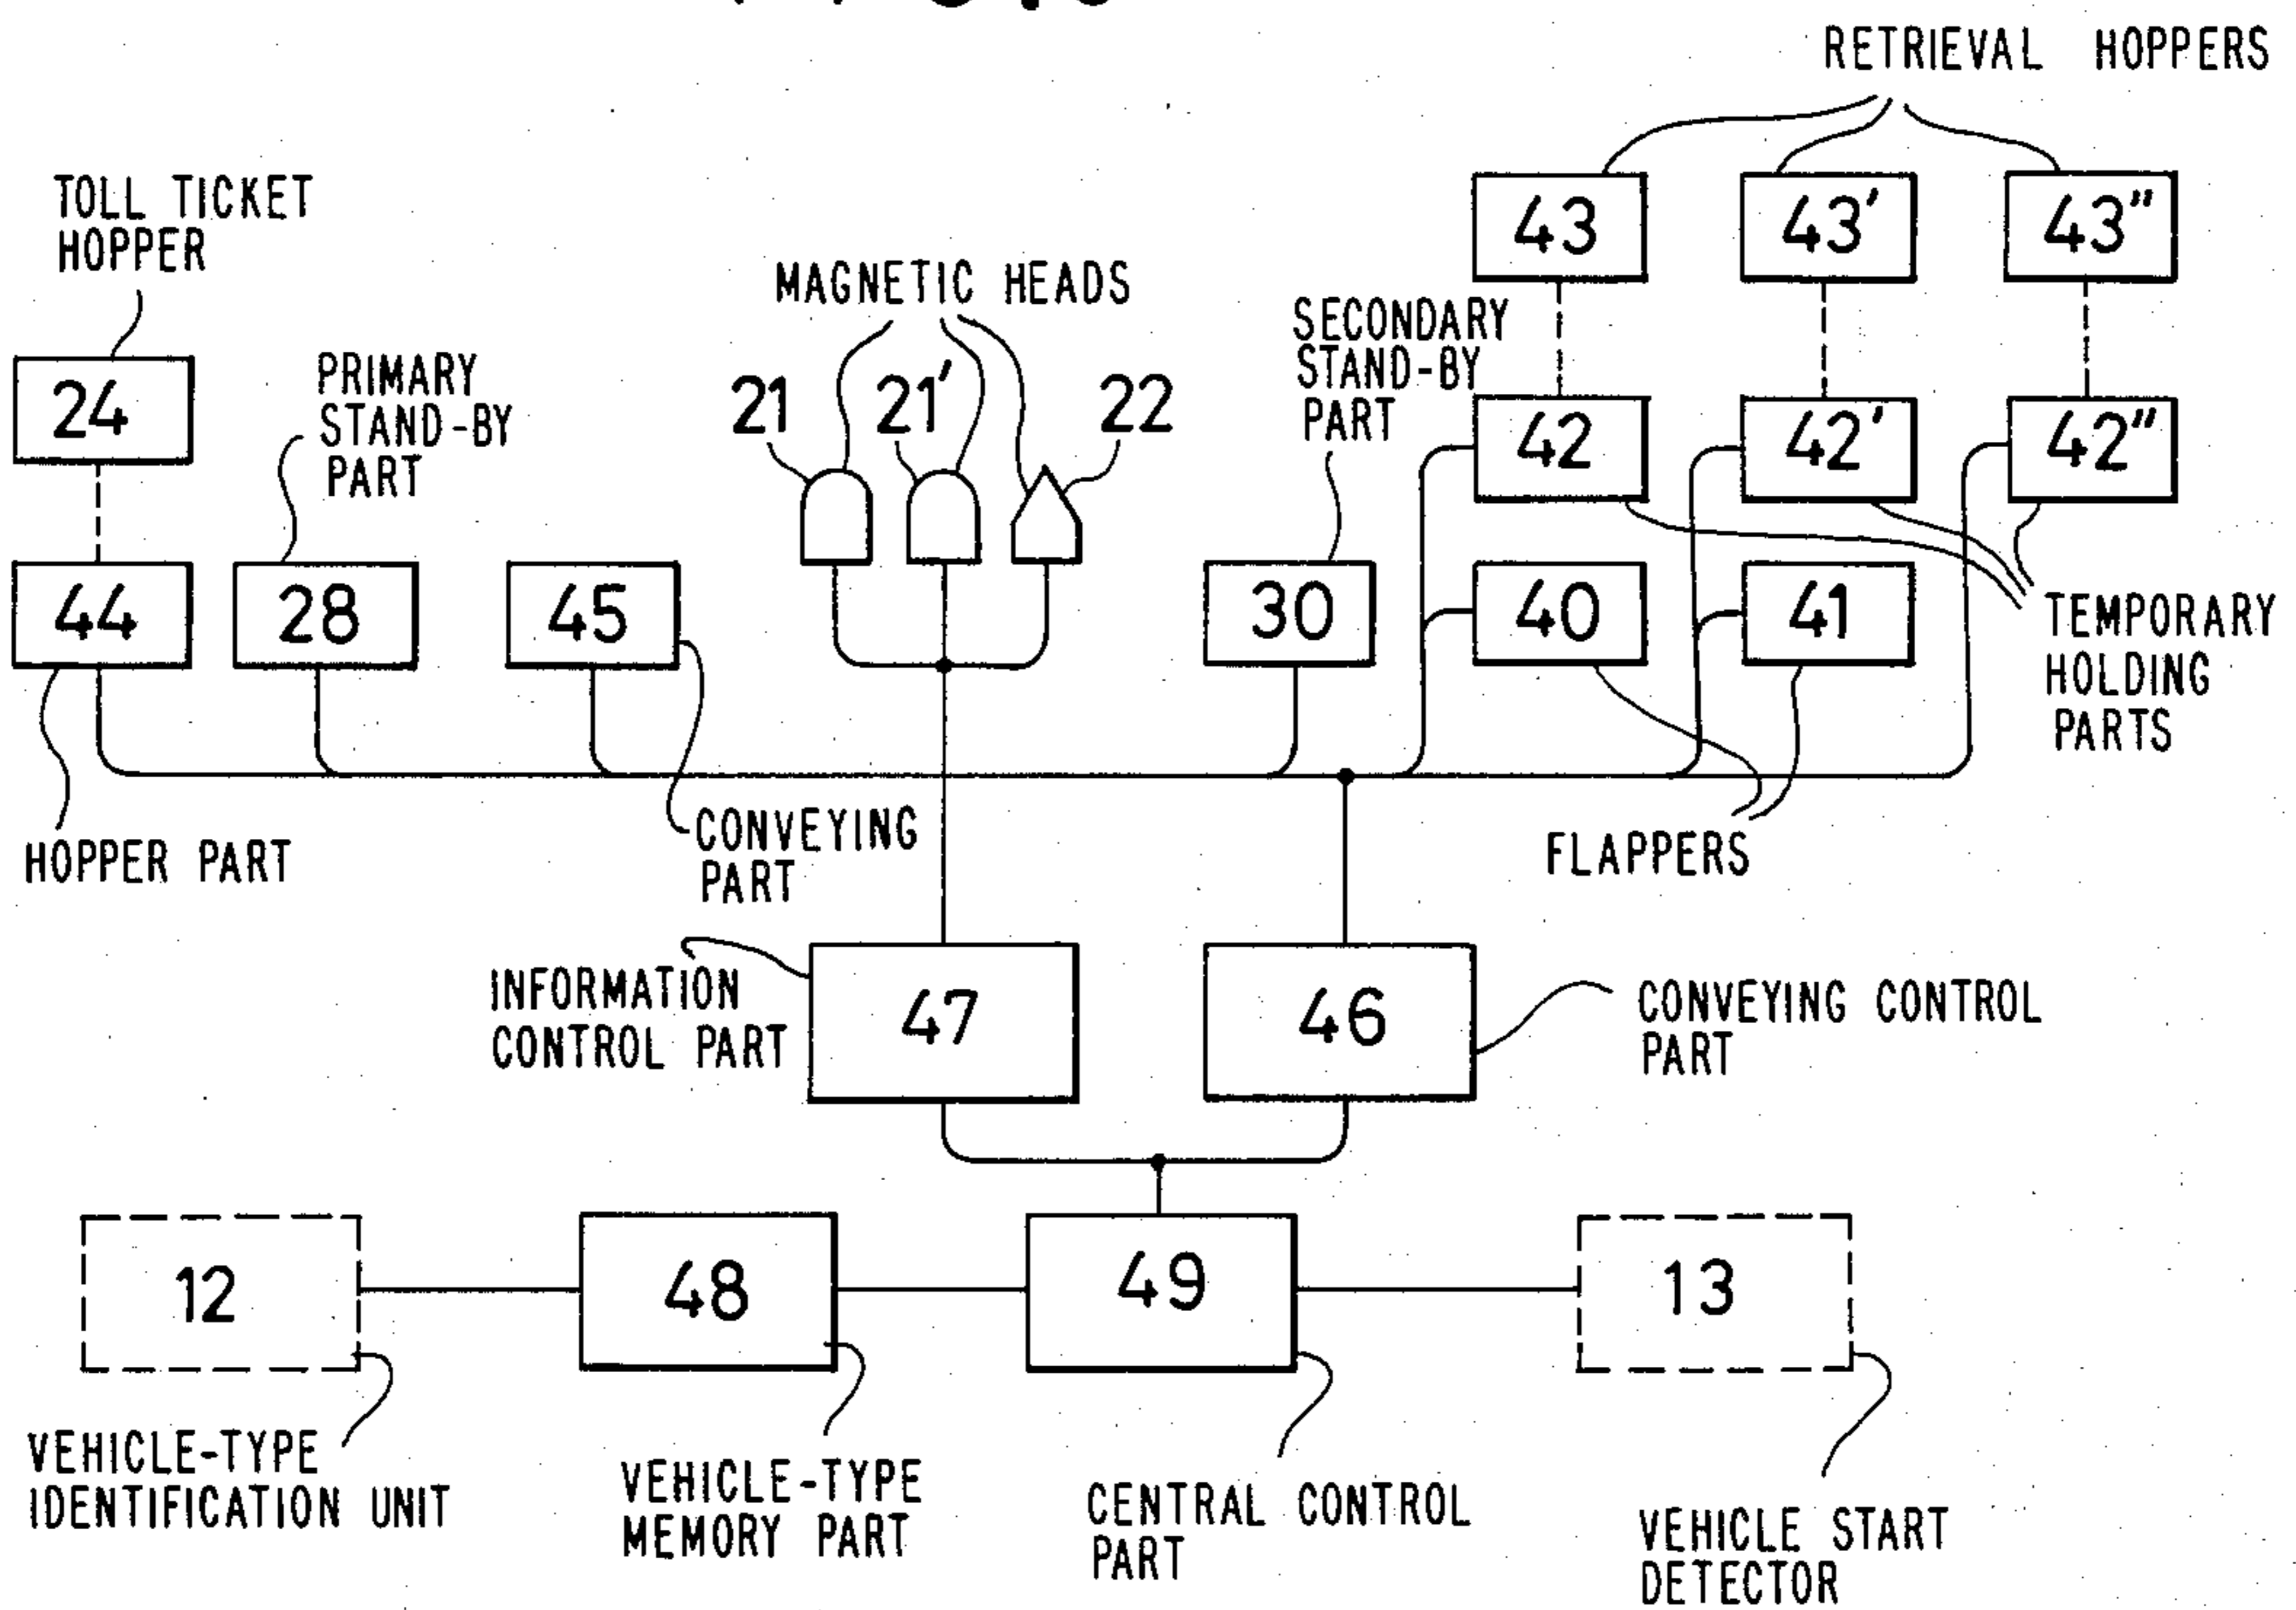 RETRIEVAL HOPPERS
43
43′
43″
TOLL TICKET
HOPPER
MAGNETIC HEADS
SECONDARY
STAND-BY
PART
24
PRIMARY
STAND-BY
PART
21
21′
22
42
42′
42″
44
28
45
30
40
41
TEMPORARY
HOLDING
PARTS
HOPPER PART
CONVEYING
PART
FLAPPERS
INFORMATION
CONTROL PART
47
46
CONVEYING CONTROL
PART
12
48
49
13
VEHICLE-TYPE
IDENTIFICATION UNIT
VEHICLE-TYPE
MEMORY PART
CENTRAL CONTROL
PART
VEHICLE START
DETECTOR